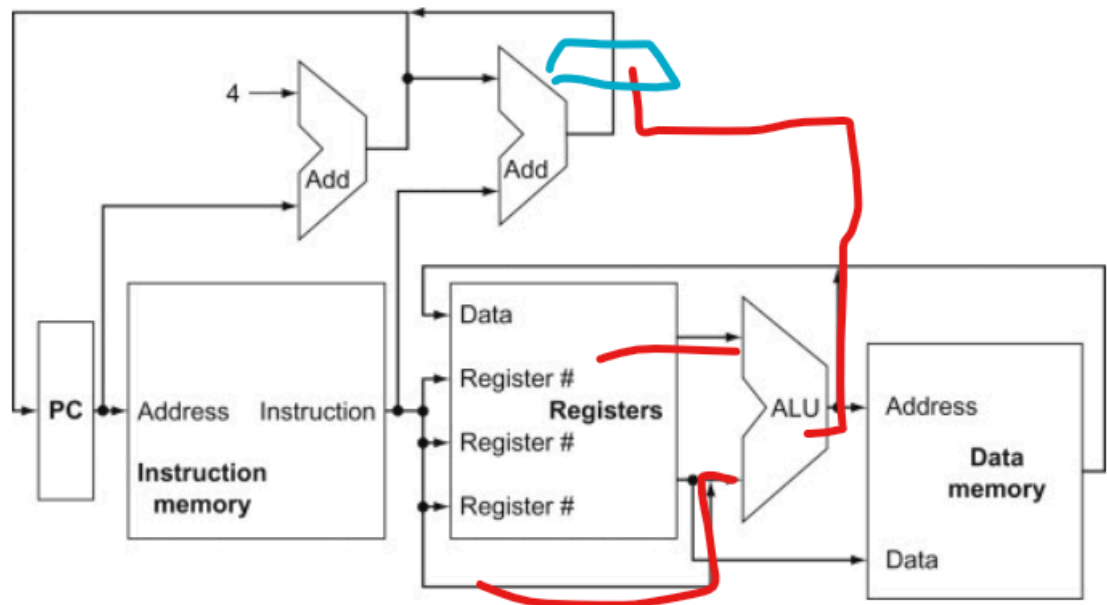 4
Add
Add
Data
Register #
PC
Address
Instruction
Registers
ALU
Address
Register #
Instruction
memory
Data
memory
Register #
Data